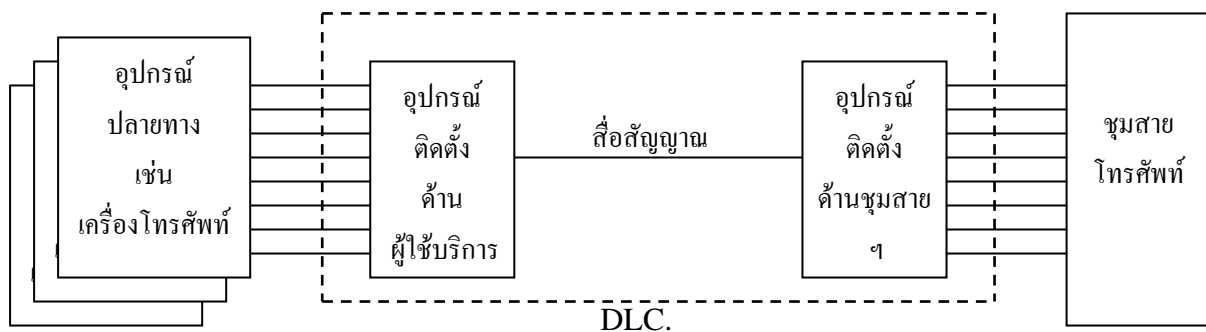 อุปกรณ์
ปลายทาง
เช่น
เครื่องโทรศัพท์
อุปกรณ์
ติดตั้ง
ด้าน
ผู้ใช้บริการ
สื่อสัญญาณ
อุปกรณ์
ติดตั้ง
ด้านชุมสาย
ฯ
ชุมสาย
โทรศัพท์
DLC.